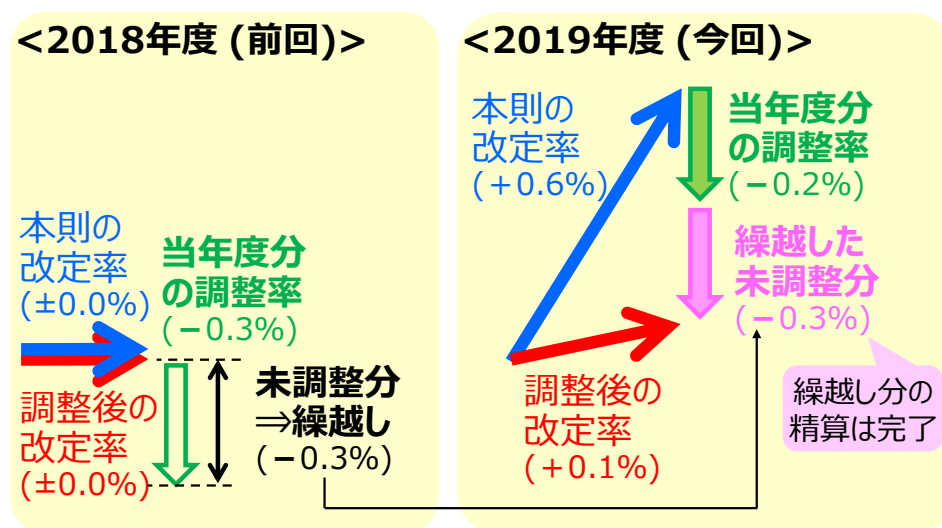 <2018年度 (前回)>
本則の
改定率
(±0.0%)
当年度分
の調整率
(−0.3%)
調整後の
改定率
(±0.0%)
未調整分
⇒繰越し
(−0.3%)
<2019年度 (今回)>
本則の
改定率
(+0.6%)
当年度分
の調整率
(−0.2%)
繰越した
未調整分
(−0.3%)
調整後の
改定率
(+0.1%)
繰越し分の
精算は完了